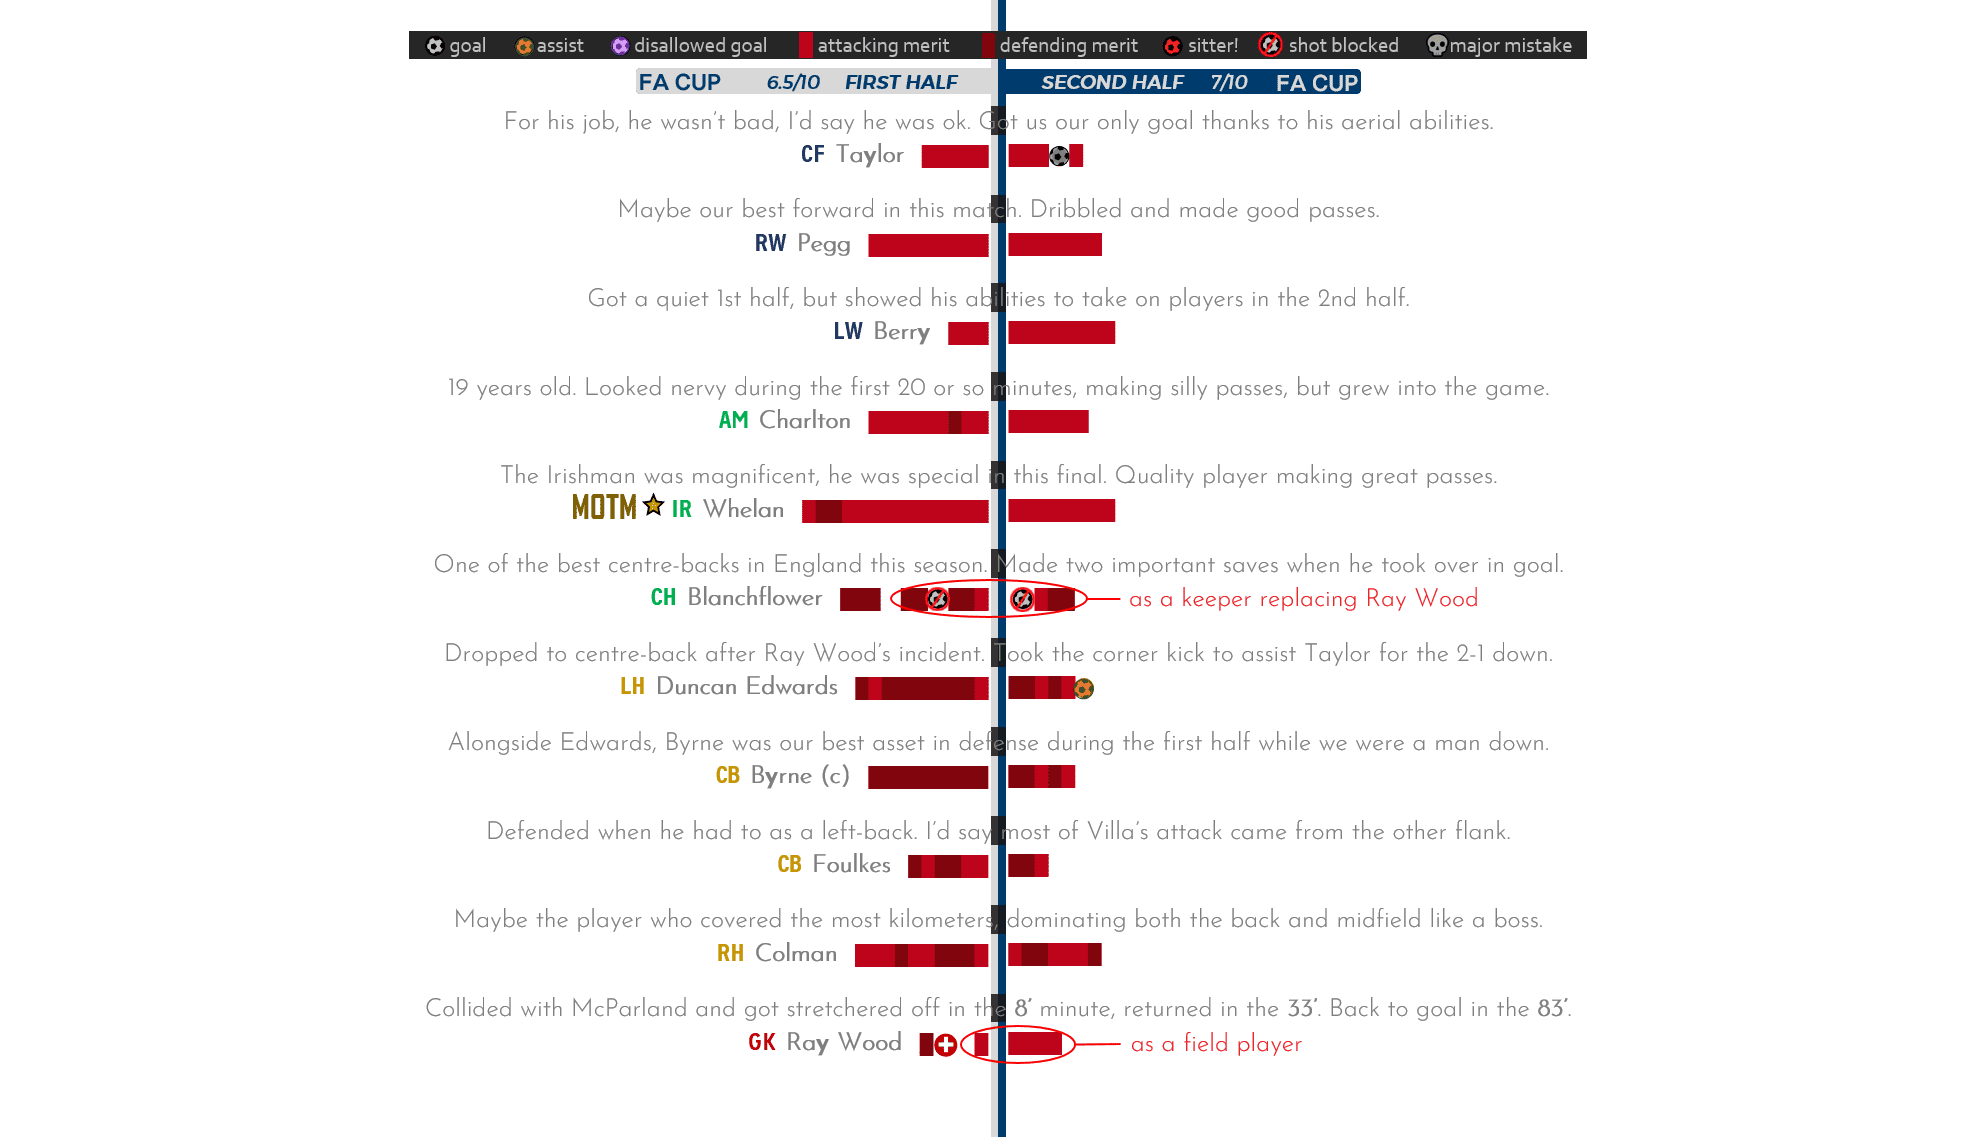 goal assist disallowed goal attacking merit defending merit sitter! shot blocked major mistake
FA CUP 6.5/10 FIRST HALF SECOND HALF 7/10 FA CUP
For his job, he wasn't bad, I'd say he was ok. Got us our only goal thanks to his aerial abilities.
CF Taylor
Maybe our best forward in this match. Dribbled and made good passes.
RW Pegg
Got a quiet 1st half, but showed his abilities to take on players in the 2nd half.
LW Berry
19 years old. Looked nervy during the first 20 or so minutes, making silly passes, but grew into the game.
AM Charlton
The Irishman was magnificent, he was special in this final. Quality player making great passes.
MOTM IR Whelan
One of the best centre-backs in England this season. Made two important saves when he took over in goal.
CH Blanchflower as a keeper replacing Ray Wood
Dropped to centre-back after Ray Wood's incident. Took the corner kick to assist Taylor for the 2-1 down.
LH Duncan Edwards
Alongside Edwards, Byrne was our best asset in defense during the first half while we were a man down.
CB Byrne (c)
Defended when he had to as a left-back. I'd say most of Villa's attack came from the other flank.
CB Foulkes
Maybe the player who covered the most kilometers, dominating both the back and midfield like a boss.
RH Colman
Collided with McParland and got stretchered off in the 8' minute, returned in the 33'. Back to goal in the 83'.
GK Ray Wood as a field player